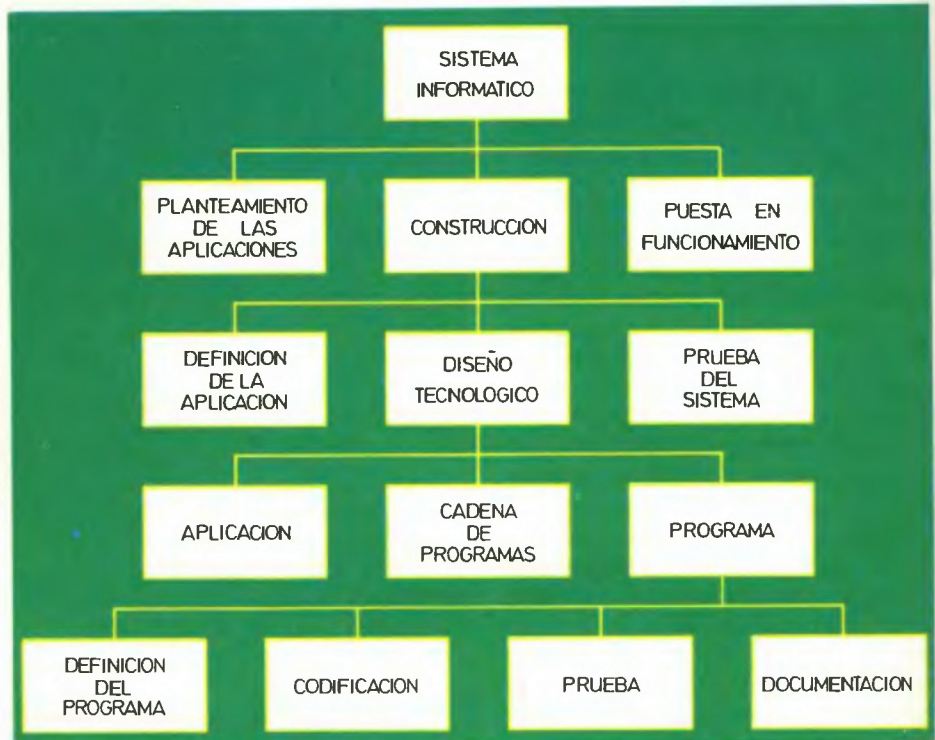 SISTEMA
INFORMATICO
PLANTEAMIENTO
DE LAS
APLICACIONES
CONSTRUCCION
PUESTA EN
FUNCIONAMIENTO
DEFINICION
DE LA
APLICACION
DISEÑO
TECNOLOGICO
PRUEBA
DEL
SISTEMA
APLICACION
CADENA
DE
PROGRAMAS
PROGRAMA
DEFINICION
DEL
PROGRAMA
CODIFICACION
PRUEBA
DOCUMENTACION